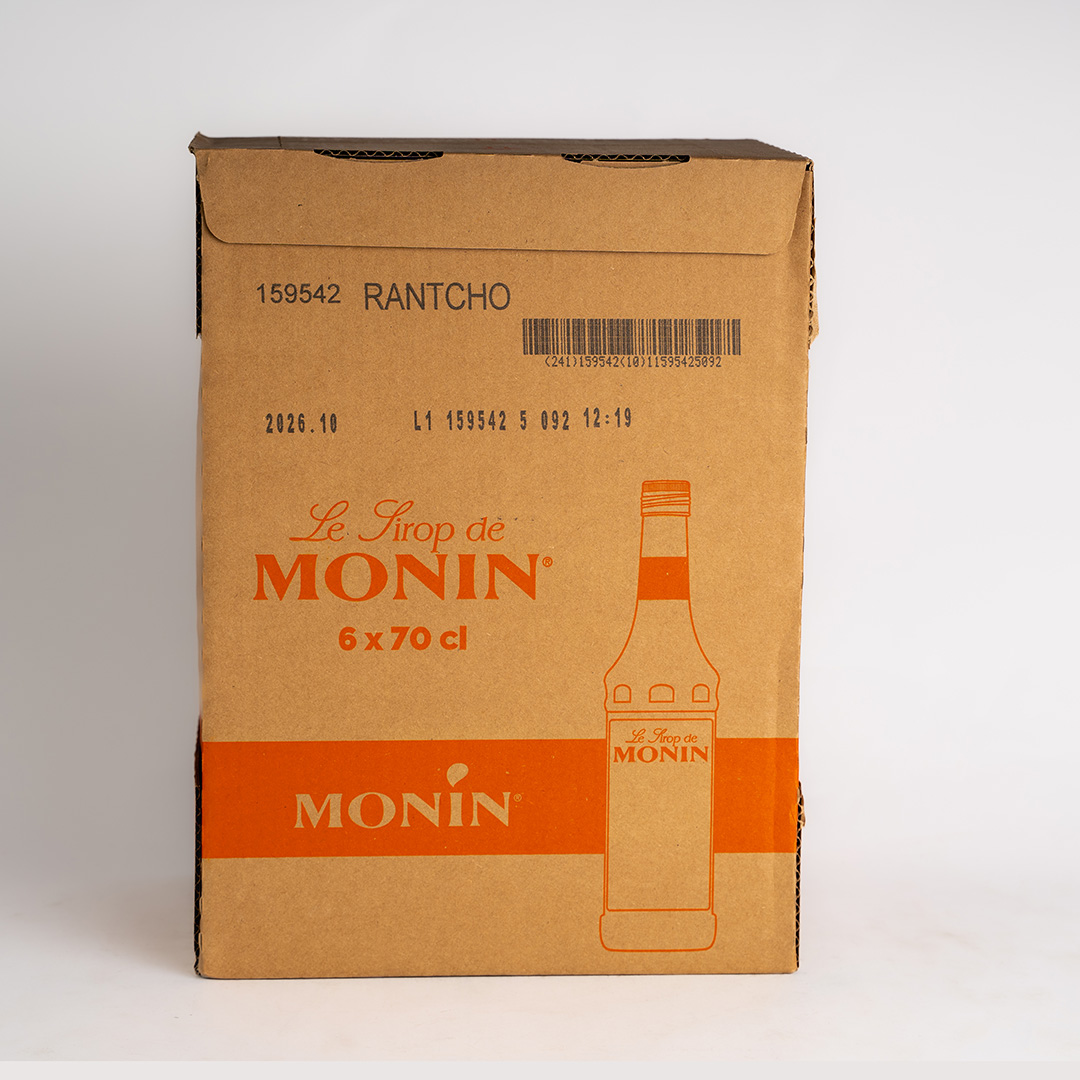 159542 RANTCHO
(241)159542(10)11595425092
2026.10 L1 159542 5 092 12:19
Le Sirop de
MONIN®
6 x 70 cl
Le Sirop de
MONIN
MONIN®